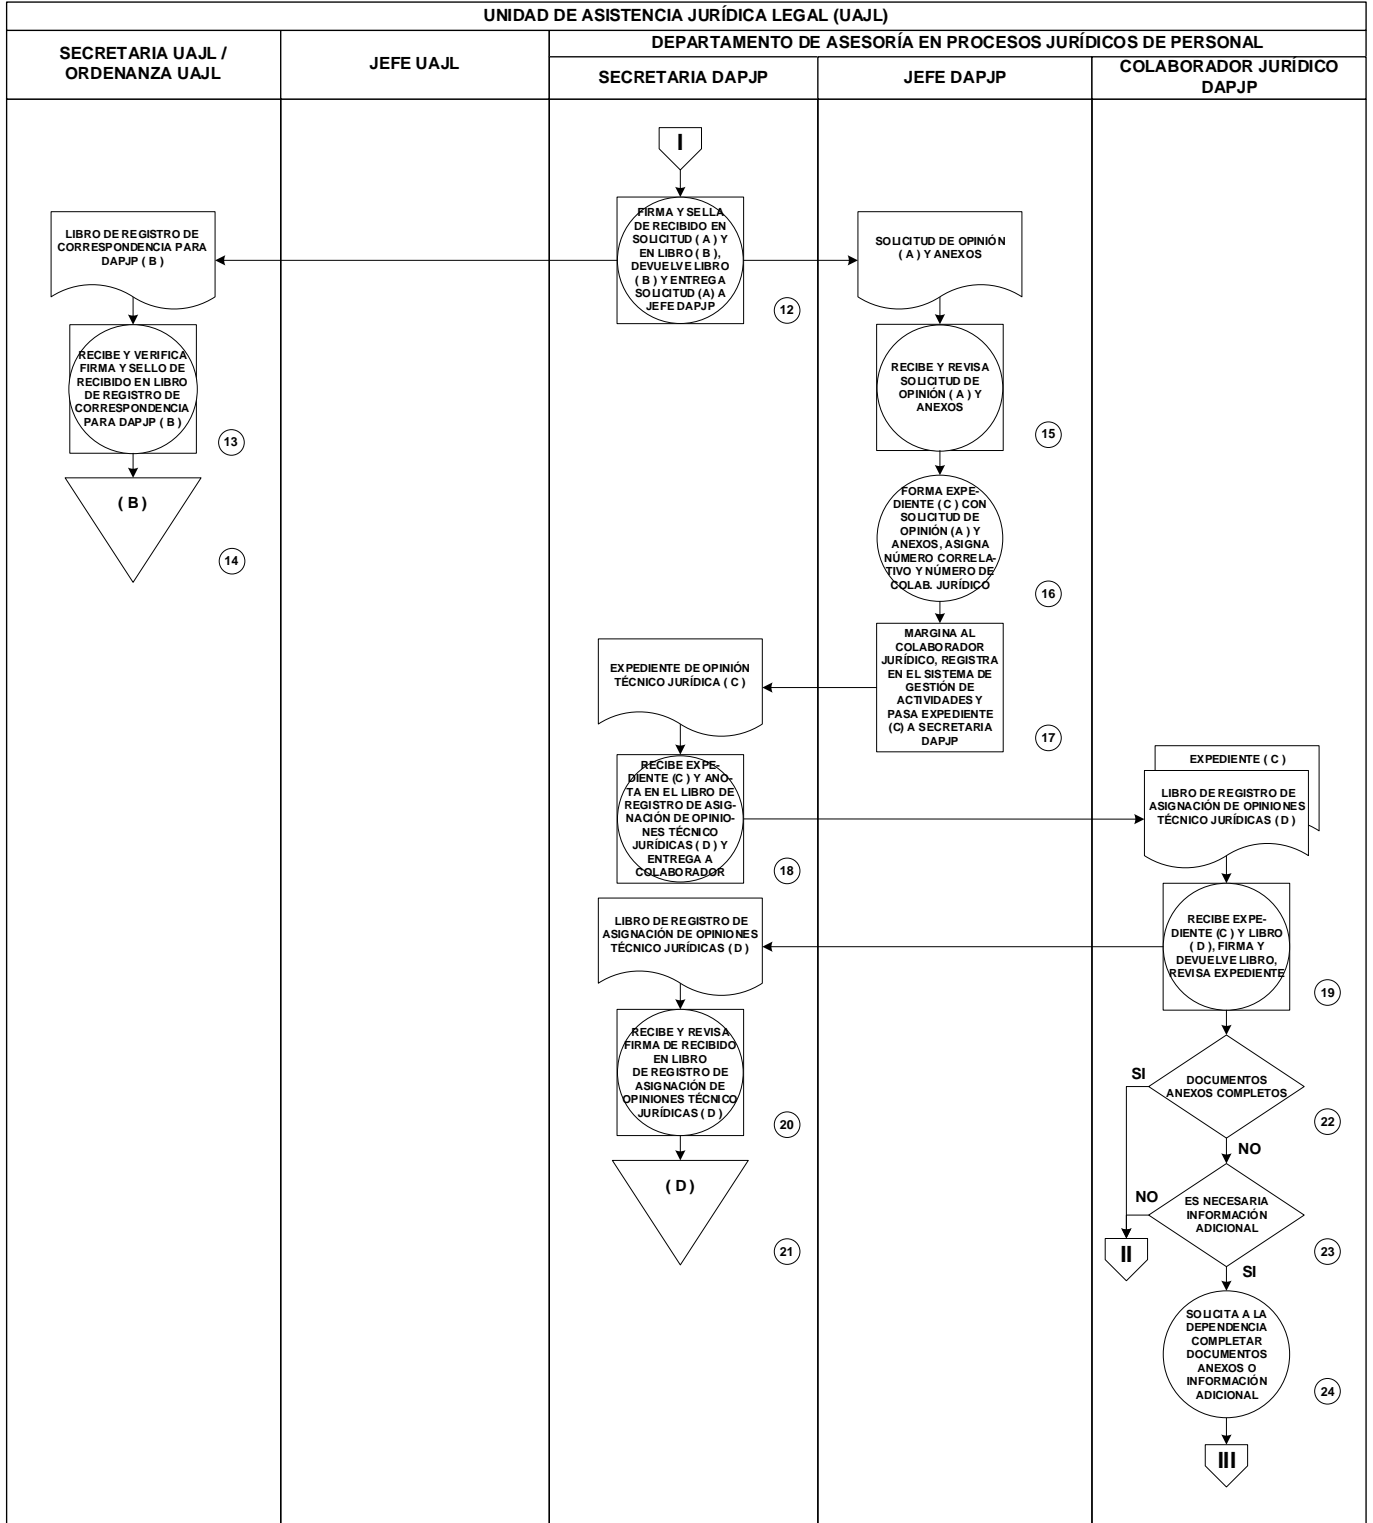 UNIDAD DE ASISTENCIA JURÍDICA LEGAL (UAJL)
SECRETARIA UAJL /
ORDENANZA UAJL
JEFE UAJL
DEPARTAMENTO DE ASESORÍA EN PROCESOS JURÍDICOS DE PERSONAL
SECRETARIA DAPJP
JEFE DAPJP
COLABORADOR JURÍDICO
DAPJP
I
FIRMA Y SELLA
DE RECIBIDO EN
SOLICITUD ( A ) Y
EN LIBRO ( B ),
DEVUELVE LIBRO
( B ) Y ENTREGA
SOLICITUD (A) A
JEFE DAPJP
12
LIBRO DE REGISTRO DE
CORRESPONDENCIA PARA
DAPJP ( B )
SOLICITUD DE OPINIÓN
( A ) Y ANEXOS
RECIBE Y VERIFICA
FIRMA Y SELLO DE
RECIBIDO EN LIBRO
DE REGISTRO DE
CORRESPONDENCIA
PARA DAPJP ( B )
13
( B )
14
RECIBE Y REVISA
SOLICITUD DE
OPINIÓN ( A ) Y
ANEXOS
15
FORMA EXPE-
DIENTE ( C ) CON
SOLICITUD DE
OPINIÓN (A ) Y
ANEXOS, ASIGNA
NÚMERO CORRELA-
TIVO Y NÚMERO DE
COLAB. JURÍDICO
16
MARGINA AL
COLABORADOR
JURÍDICO, REGISTRA
EN EL SISTEMA DE
GESTIÓN DE
ACTIVIDADES Y
PASA EXPEDIENTE
(C) A SECRETARIA
DAPJP
17
EXPEDIENTE DE OPINIÓN
TÉCNICO JURÍDICA ( C )
RECIBE EXPE-
DIENTE (C ) Y ANO-
TA EN EL LIBRO DE
REGISTRO DE ASIG-
NACIÓN DE OPINIO-
NES TÉCNICO
JURÍDICAS ( D ) Y
ENTREGA A
COLABORADOR
18
EXPEDIENTE ( C )
LIBRO DE REGISTRO DE
ASIGNACIÓN DE OPINIONES
TÉCNICO JURÍDICAS ( D )
RECIBE EXPE-
DIENTE (C ) Y LIBRO
( D ), FIRMA Y
DEVUELVE LIBRO,
REVISA EXPEDIENTE
19
LIBRO DE REGISTRO DE
ASIGNACIÓN DE OPINIONES
TÉCNICO JURÍDICAS ( D )
RECIBE Y REVISA
FIRMA DE RECIBIDO
EN LIBRO
DE REGISTRO DE
ASIGNACIÓN DE
OPINIONES TÉCNICO
JURÍDICAS ( D )
20
( D )
21
DOCUMENTOS
ANEXOS COMPLETOS
SI
22
NO
ES NECESARIA
INFORMACIÓN
ADICIONAL
NO
23
II
SI
SOLICITA A LA
DEPENDENCIA
COMPLETAR
DOCUMENTOS
ANEXOS O
INFORMACIÓN
ADICIONAL
24
III